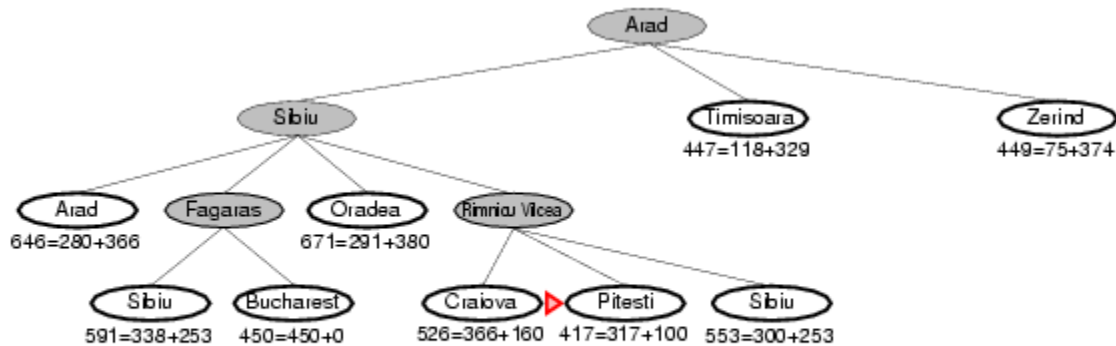 Arad
Sibiu
Timisoara
Zerind
447=118+329
449=75+374
Arad
Fagaras
Oradea
Rimnicu Vilcea
646=280+366
671=291+380
Sibiu
Bucharest
Craiova
Pitesti
Sibiu
591=338+253
450=450+0
526=366+160
417=317+100
553=300+253